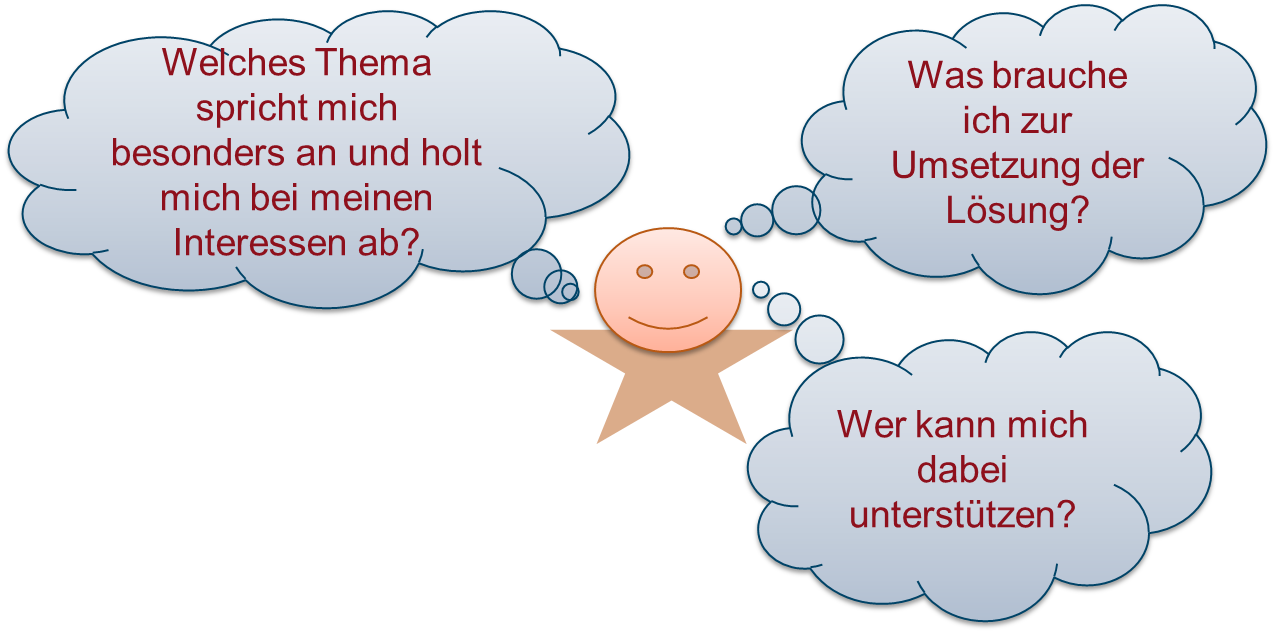 Welches Thema
spricht mich
besonders an und holt
mich bei meinen
Interessen ab?
Was brauche
ich zur
Umsetzung der
Lösung?
Wer kann mich
dabei
unterstützen?